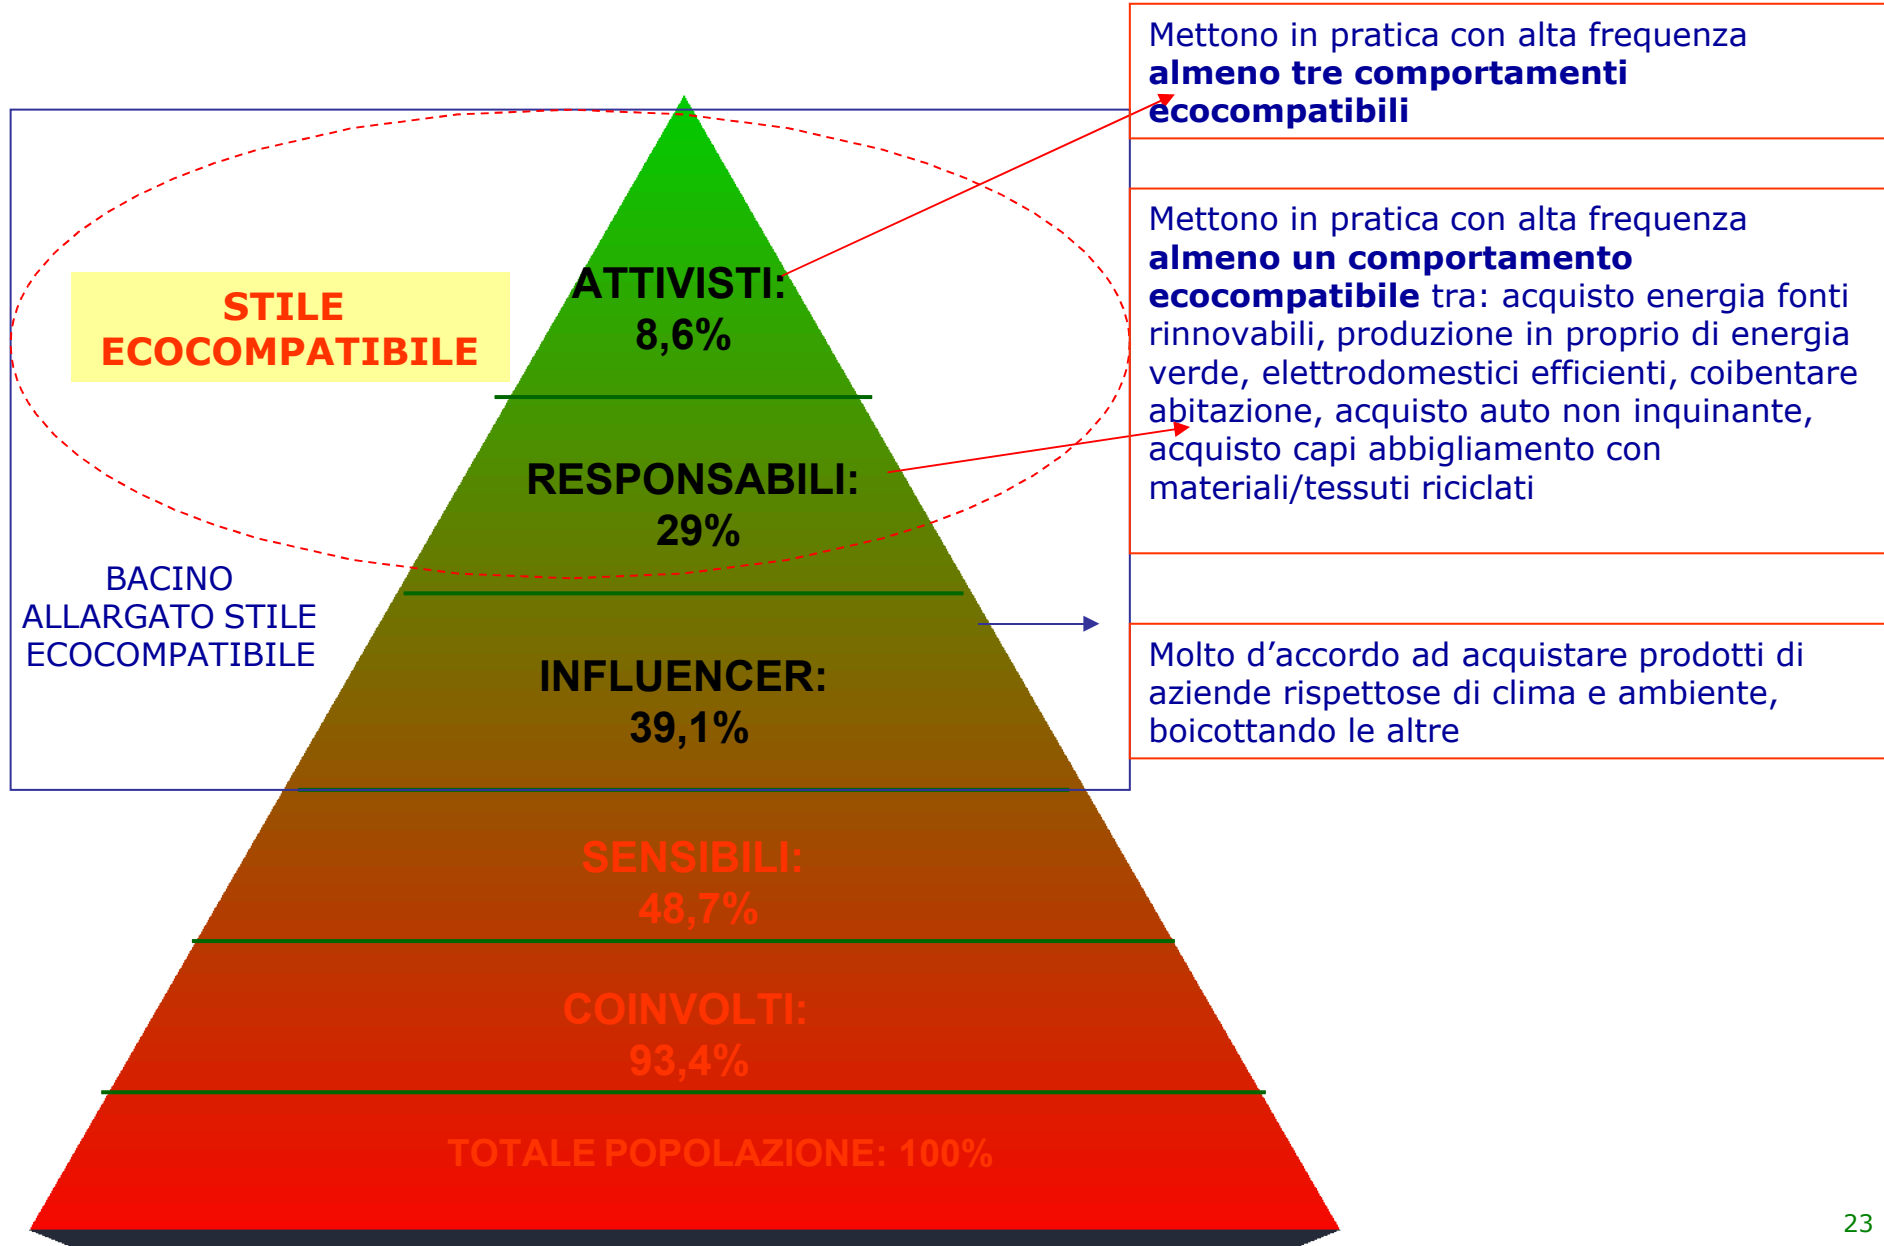 Mettono in pratica con alta frequenza
almeno tre comportamenti
ecocompatibili
STILE
ECOCOMPATIBILE
ATTIVISTI:
8,6%
Mettono in pratica con alta frequenza
almeno un comportamento
ecocompatibile tra: acquisto energia fonti
rinnovabili, produzione in proprio di energia
verde, elettrodomestici efficienti, coibentare
abitazione, acquisto auto non inquinante,
acquisto capi abbigliamento con
materiali/tessuti riciclati
RESPONSABILI:
29%
BACINO
ALLARGATO STILE
ECOCOMPATIBILE
INFLUENCER:
39,1%
Molto d’accordo ad acquistare prodotti di
aziende rispettose di clima e ambiente,
boicottando le altre
SENSIBILI:
48,7%
COINVOLTI:
93,4%
TOTALE POPOLAZIONE: 100%
23